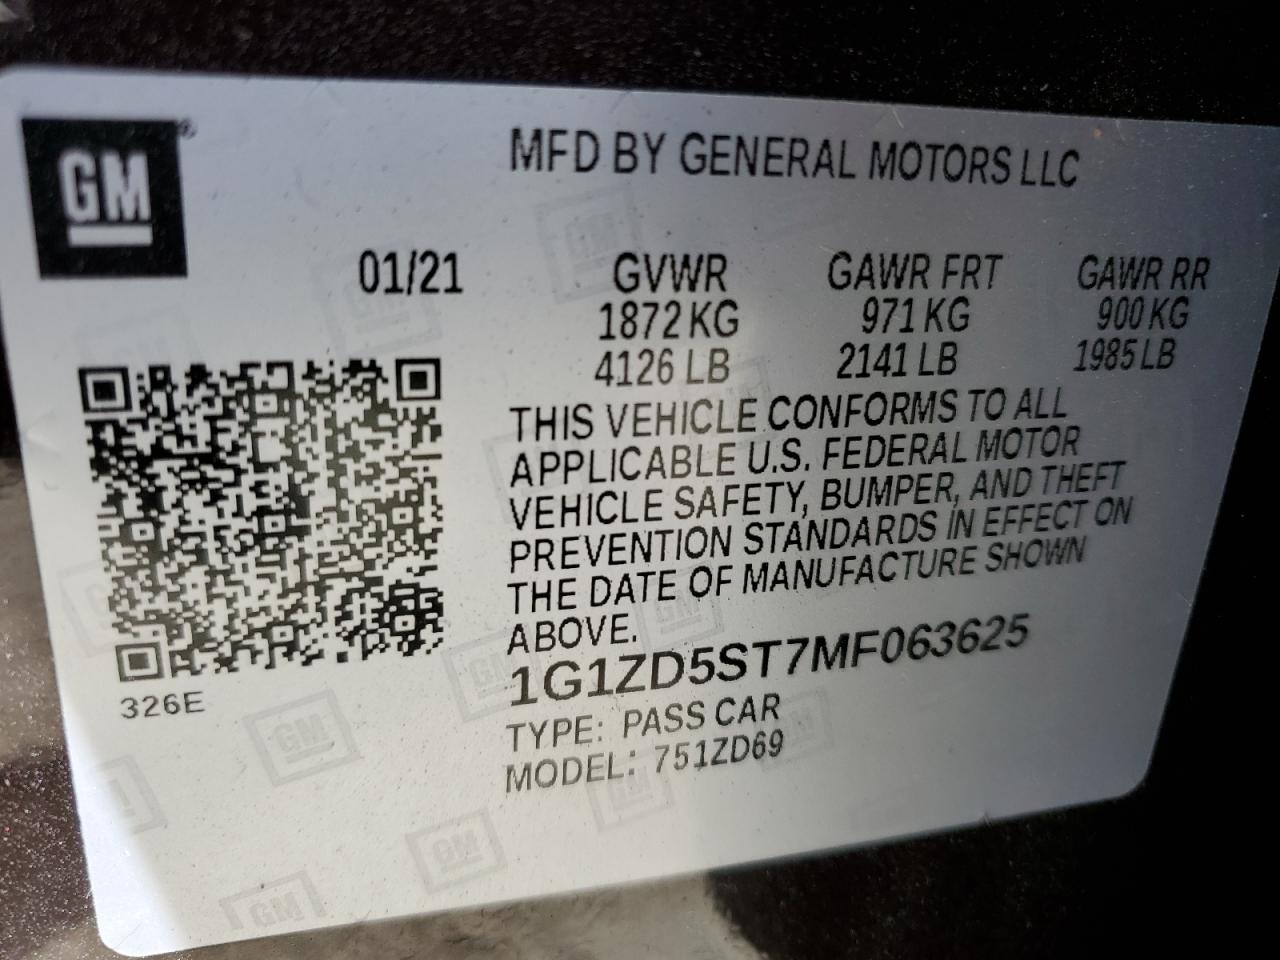 GM®
MFD BY GENERAL MOTORS LLC
01/21 GVWR GAWR FRT GAWR RR
1872 KG 971 KG 900 KG
4126 LB 2141 LB 1985 LB
THIS VEHICLE CONFORMS TO ALL
APPLICABLE U.S. FEDERAL MOTOR
VEHICLE SAFETY, BUMPER, AND THEFT
PREVENTION STANDARDS IN EFFECT ON
THE DATE OF MANUFACTURE SHOWN
ABOVE.
1G1ZD5ST7MF063625
326E
TYPE: PASS CAR
MODEL: 751ZD69